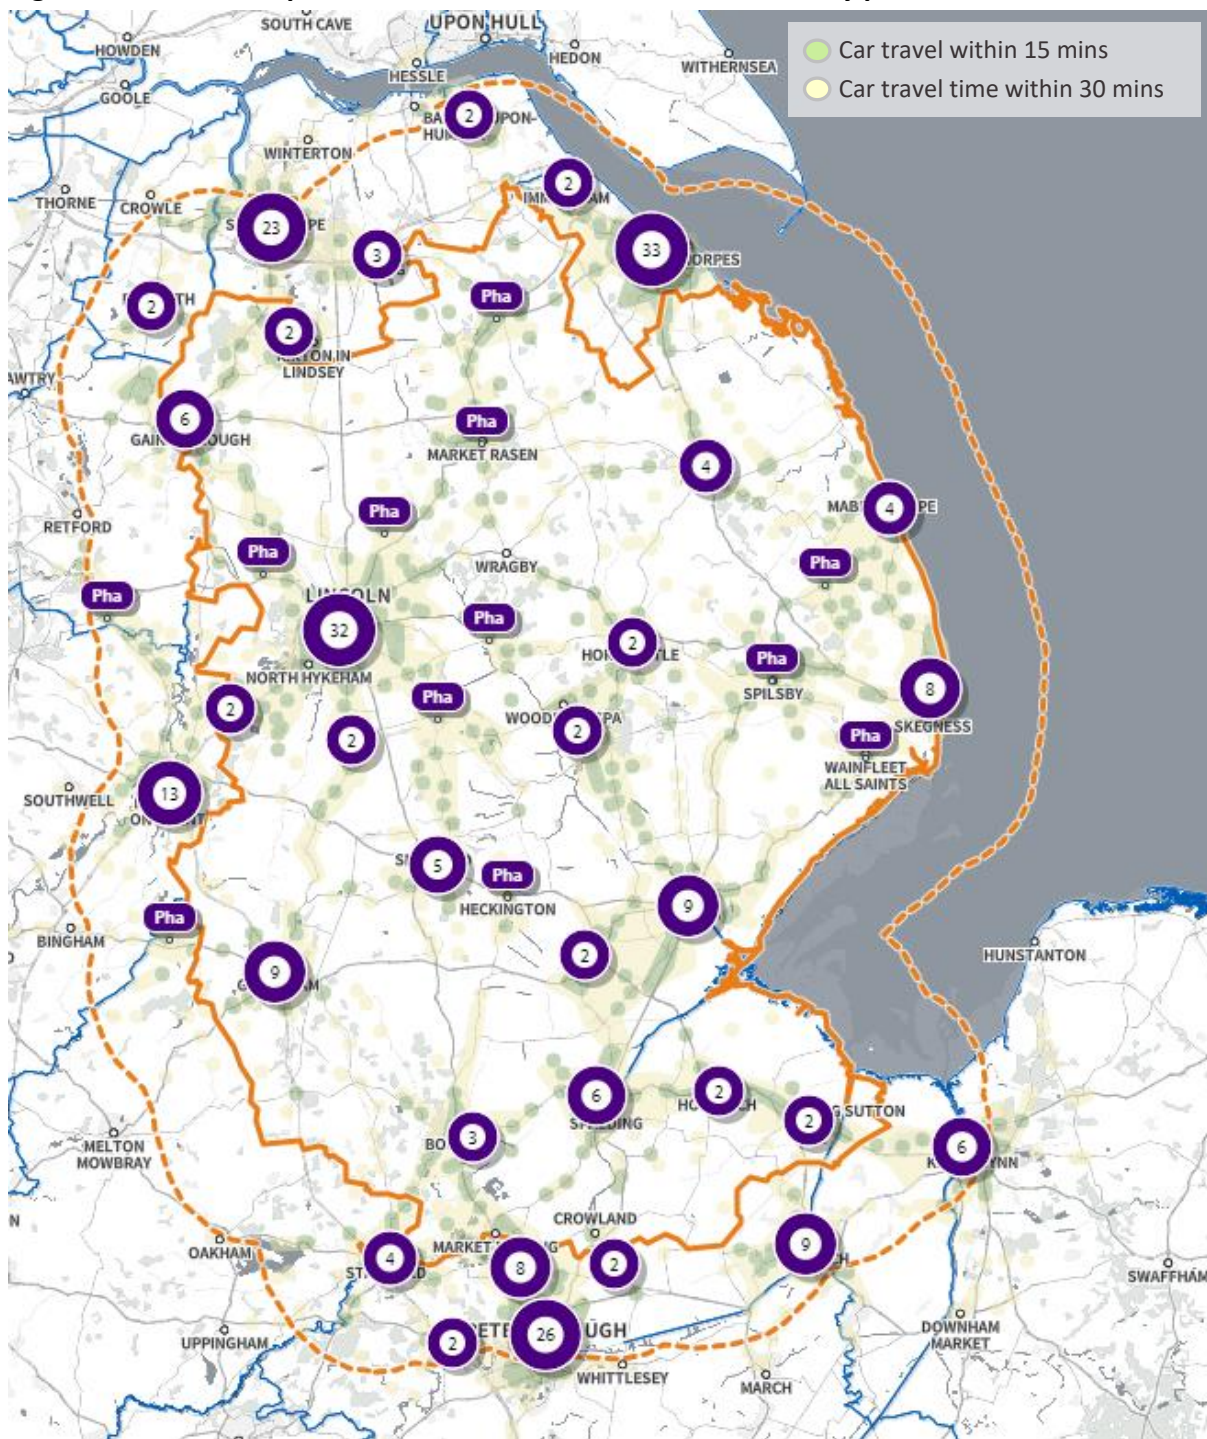 SOUTH CAVE
UPON HULL
HOWDEN
HEDON
WITHERNSEA
Car travel within 15 mins
Car travel time within 30 mins
HESSLE
GOOLE
2
WINTERTON
THORNE
CROWLE
2
23
33
3
ORPES
Pha
2
2
LINDSEY
6
Pha
MARKET RASEN
4
4
RETFORD
Pha
Pha
WRAGBY
Pha
Pha
LINCOLN
32
Pha
2
NORTH HYKEHAM
Pha
SPILSBY
8
SKEGNESS
Pha
2
2
2
Pha
WAINFLEET
ALL SAINTS
SOUTHWELL
13
5
Pha
HECKINGTON
9
Pha
BINGHAM
2
HUNSTANTON
9
6
2
2
G SUTTON
3
6
MELTON
MOWBRAY
CROWLAND
OAKHAM
4
MARKET
8
2
9
SWAFFHAM
UPPINGHAM
2
26
WHITTLESEY
DOWNHAM
MARKET
MARCH